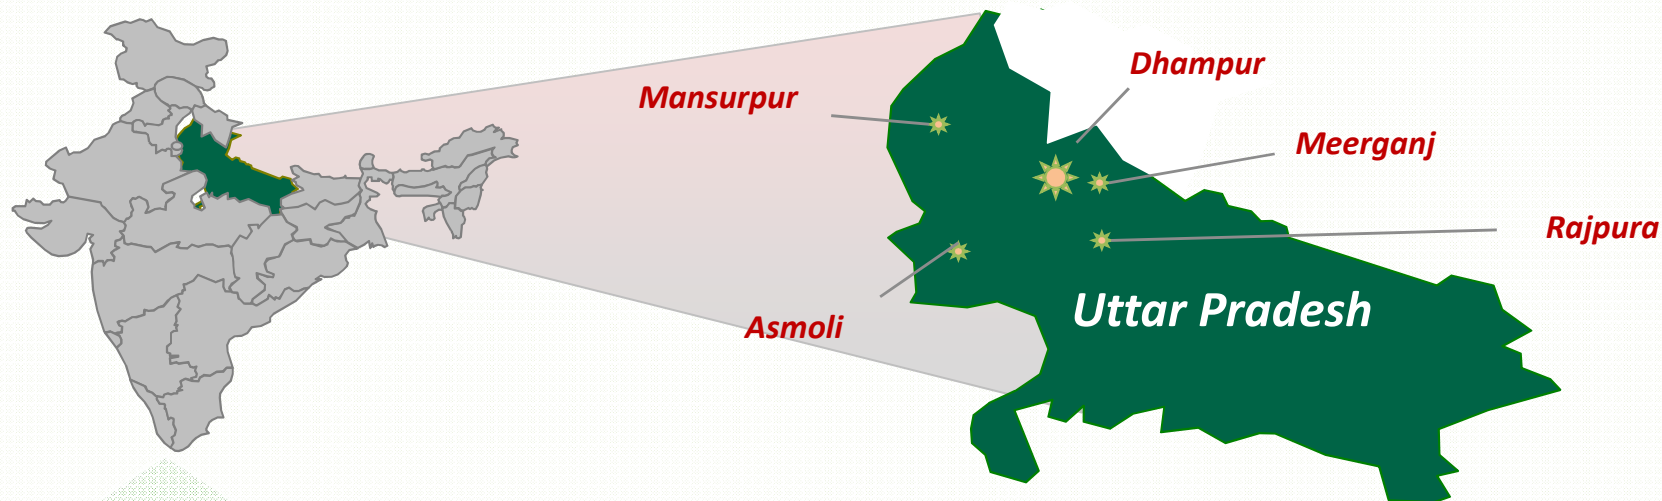 Dhampur
Mansurpur
Meerganj
Rajpura
Uttar Pradesh
Asmoli